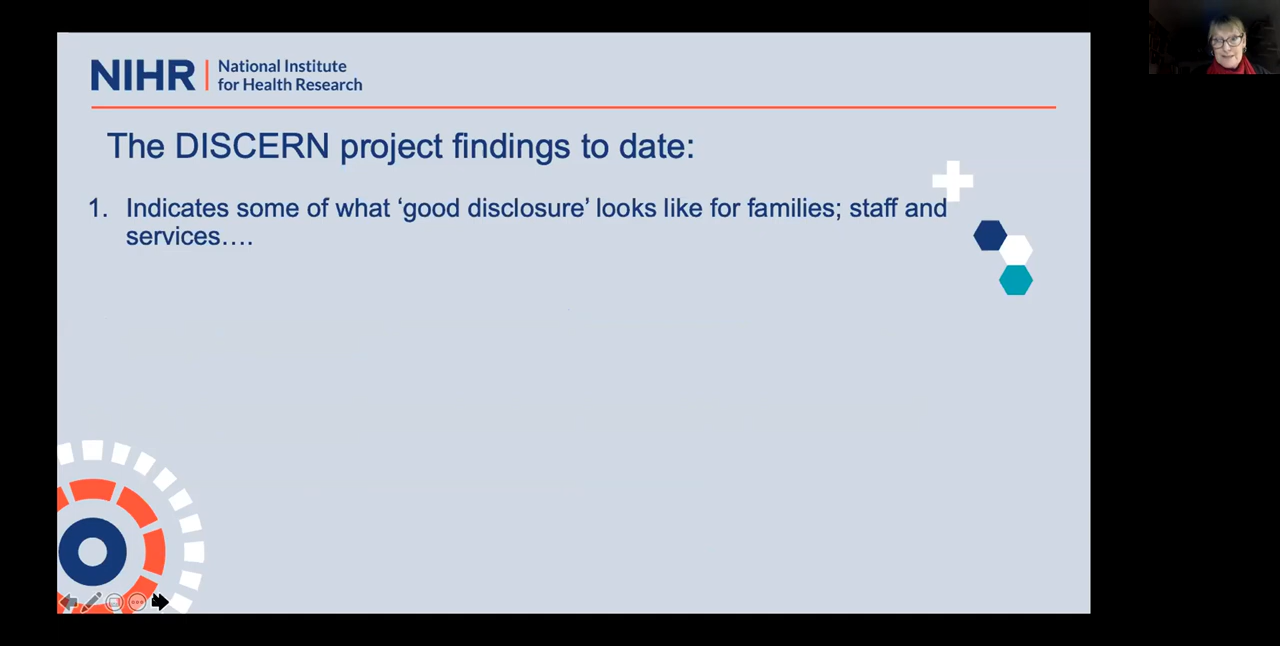 NIHR | National Institute
for Health Research
The DISCERN project findings to date:
1. Indicates some of what ‘good disclosure’ looks like for families; staff and
services….